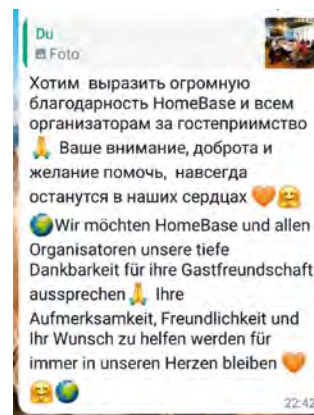 Du
Foto
Хотим выразить огромную
благодарность HomeBase и всем
организаторам за гостеприимство
🙏 Ваше внимание, доброта и
желание помочь, навсегда
останутся в наших сердцах 🧡🤗
🌍Wir möchten HomeBase und allen
Organisatoren unsere tiefe
Dankbarkeit für ihre Gastfreundschaft
aussprechen🙏 Ihre
Aufmerksamkeit, Freundlichkeit und
Ihr Wunsch zu helfen werden für
immer in unseren Herzen bleiben 🧡
🤗🌍
22:42